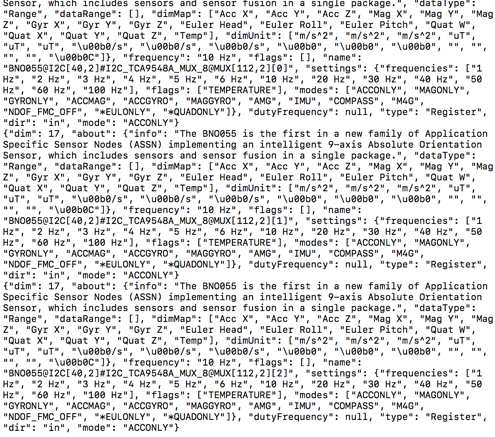 Sensor, which includes sensors and sensor fusion in a single package.", "dataType":
"Range", "dataRange": [], "dimMap": ["Acc X", "Acc Y", "Acc Z", "Mag X", "Mag Y", "Mag
Z", "Gyr X", "Gyr Y", "Gyr Z", "Euler Head", "Euler Roll", "Euler Pitch", "Quat W",
"Quat X", "Quat Y", "Quat Z", "Temp"], "dimUnit": ["m/s^2", "m/s^2", "m/s^2", "uT",
"uT", "uT", "\u00b0/s", "\u00b0/s", "\u00b0/s", "\u00b0", "\u00b0", "\u00b0", "", "",
"", "", "\u00b0C"]}, "frequency": "10 Hz", "flags": [], "name":
"BNO055@I2C[40,2]#I2C_TCA9548A_MUX_8@MUX[112,2][0]", "settings": {"frequencies": ["1
Hz", "2 Hz", "3 Hz", "4 Hz", "5 Hz", "6 Hz", "10 Hz", "20 Hz", "30 Hz", "40 Hz", "50
Hz", "60 Hz", "100 Hz"], "flags": ["TEMPERATURE"], "modes": ["ACCONLY", "MAGONLY",
"GYRONLY", "ACCMAG", "ACCGYRO", "MAGGYRO", "AMG", "IMU", "COMPASS", "M4G",
"NDOF_FMC_OFF", "*EULONLY", "*QUADONLY"]}, "dutyFrequency": null, "type": "Register",
"dir": "in", "mode": "ACCONLY"}
{"dim": 17, "about": {"info": "The BNO055 is the first in a new family of Application
Specific Sensor Nodes (ASSN) implementing an intelligent 9-axis Absolute Orientation
Sensor, which includes sensors and sensor fusion in a single package.", "dataType":
"Range", "dataRange": [], "dimMap": ["Acc X", "Acc Y", "Acc Z", "Mag X", "Mag Y", "Mag
Z", "Gyr X", "Gyr Y", "Gyr Z", "Euler Head", "Euler Roll", "Euler Pitch", "Quat W",
"Quat X", "Quat Y", "Quat Z", "Temp"], "dimUnit": ["m/s^2", "m/s^2", "m/s^2", "uT",
"uT", "uT", "\u00b0/s", "\u00b0/s", "\u00b0/s", "\u00b0", "\u00b0", "\u00b0", "", "",
"", "", "\u00b0C"]}, "frequency": "10 Hz", "flags": [], "name":
"BNO055@I2C[40,2]#I2C_TCA9548A_MUX_8@MUX[112,2][1]", "settings": {"frequencies": ["1
Hz", "2 Hz", "3 Hz", "4 Hz", "5 Hz", "6 Hz", "10 Hz", "20 Hz", "30 Hz", "40 Hz", "50
Hz", "60 Hz", "100 Hz"], "flags": ["TEMPERATURE"], "modes": ["ACCONLY", "MAGONLY",
"GYRONLY", "ACCMAG", "ACCGYRO", "MAGGYRO", "AMG", "IMU", "COMPASS", "M4G",
"NDOF_FMC_OFF", "*EULONLY", "*QUADONLY"]}, "dutyFrequency": null, "type": "Register",
"dir": "in", "mode": "ACCONLY"}
{"dim": 17, "about": {"info": "The BNO055 is the first in a new family of Application
Specific Sensor Nodes (ASSN) implementing an intelligent 9-axis Absolute Orientation
Sensor, which includes sensors and sensor fusion in a single package.", "dataType":
"Range", "dataRange": [], "dimMap": ["Acc X", "Acc Y", "Acc Z", "Mag X", "Mag Y", "Mag
Z", "Gyr X", "Gyr Y", "Gyr Z", "Euler Head", "Euler Roll", "Euler Pitch", "Quat W",
"Quat X", "Quat Y", "Quat Z", "Temp"], "dimUnit": ["m/s^2", "m/s^2", "m/s^2", "uT",
"uT", "uT", "\u00b0/s", "\u00b0/s", "\u00b0/s", "\u00b0", "\u00b0", "\u00b0", "", "",
"", "", "\u00b0C"]}, "frequency": "10 Hz", "flags": [], "name":
"BNO055@I2C[40,2]#I2C_TCA9548A_MUX_8@MUX[112,2][2]", "settings": {"frequencies": ["1
Hz", "2 Hz", "3 Hz", "4 Hz", "5 Hz", "6 Hz", "10 Hz", "20 Hz", "30 Hz", "40 Hz", "50
Hz", "60 Hz", "100 Hz"], "flags": ["TEMPERATURE"], "modes": ["ACCONLY", "MAGONLY",
"GYRONLY", "ACCMAG", "ACCGYRO", "MAGGYRO", "AMG", "IMU", "COMPASS", "M4G",
"NDOF_FMC_OFF", "*EULONLY", "*QUADONLY"]}, "dutyFrequency": null, "type": "Register",
"dir": "in", "mode": "ACCONLY"}